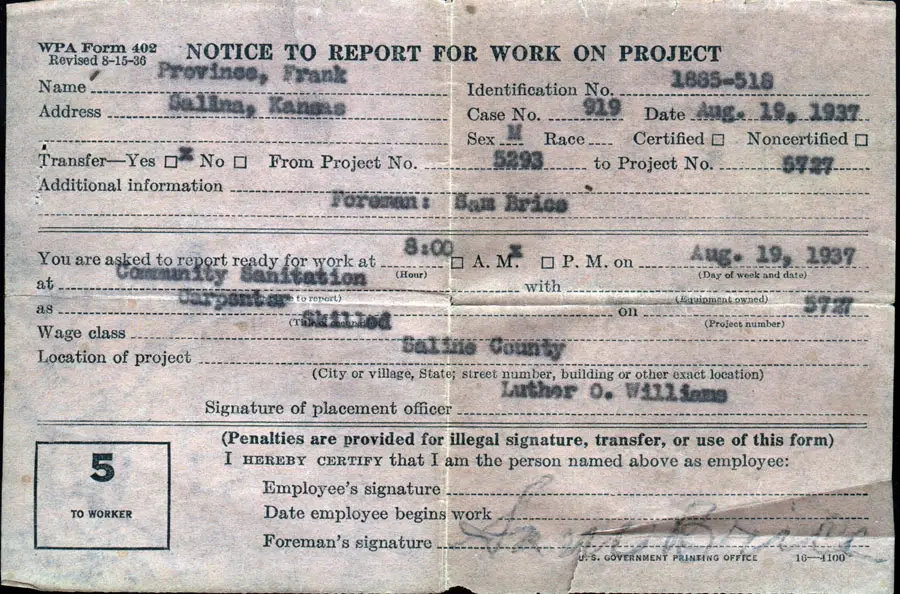 WPA Form 402 NOTICE TO REPORT FOR WORK ON PROJECT
Revised 8-15-36
Name Province, Frank Identification No. 1885-518
Address Salina, Kansas Case No. 919 Date Aug. 19, 1937
Sex M Race Certified ☐ Noncertified ☐
Transfer—Yes ☐ x No ☐ From Project No. 5293 to Project No. 5727
Additional information
Foreman: Sam Brice
You are asked to report ready for work at 8:00 ☐ A. M. x ☐ P. M. on Aug. 19, 1937
(Hour) (Day of week and date)
at Community Sanitation with
to report) (Equipment owned)
as Carpenter on 5727
(Project number)
Wage class Skilled
Location of project Saline County
(City or village, State; street number, building or other exact location)
Luther O. Williams
Signature of placement officer
(Penalties are provided for illegal signature, transfer, or use of this form)
I HEREBY CERTIFY that I am the person named above as employee:
5
TO WORKER
Employee's signature
Date employee begins work
Foreman's signature
U. S. GOVERNMENT PRINTING OFFICE 16—4100